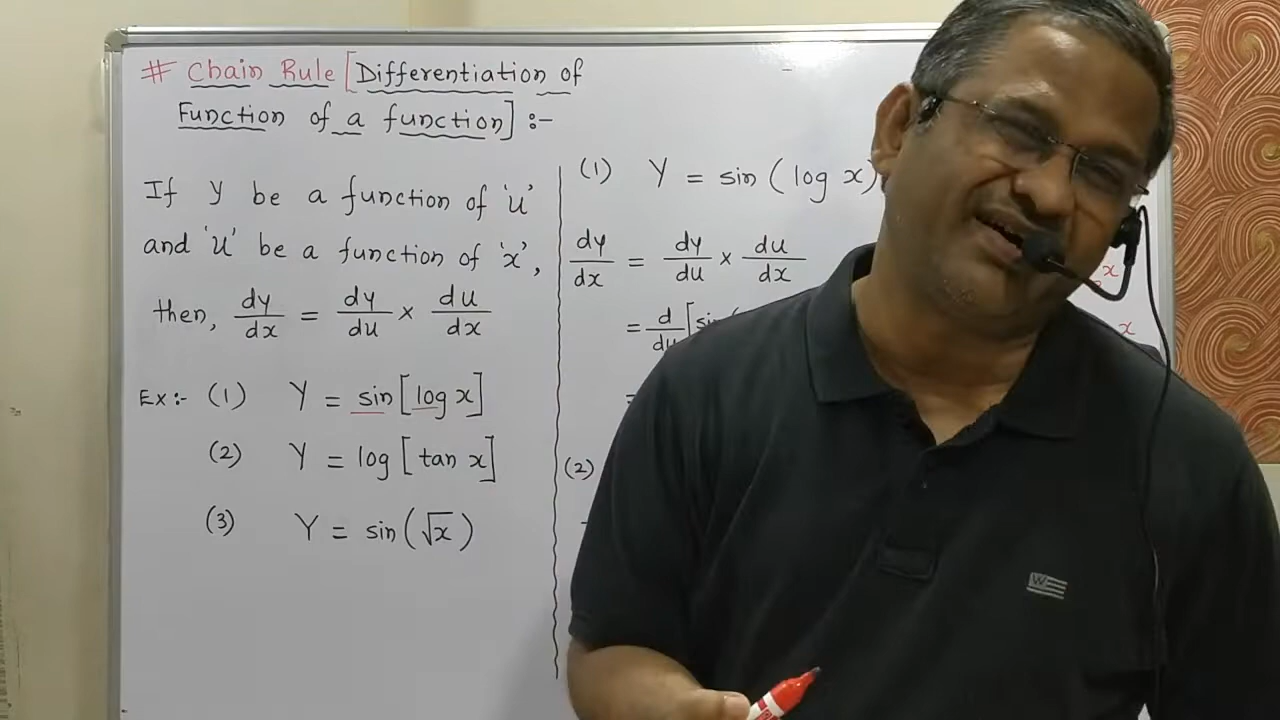 # Chain Rule [Differentiation of
Function of a function] :-
If y be a function of 'u'
and 'u' be a function of 'x',
then, dy/dx = dy/du × du/dx
Ex:- (1) Y = sin[log x]
(2) Y = log [tan x]
(3) Y = sin(√x)
(1) Y = sin (log x)
dy/dx = dy/du × du/dx
= d/du [sin
=
(2)
x
x
W